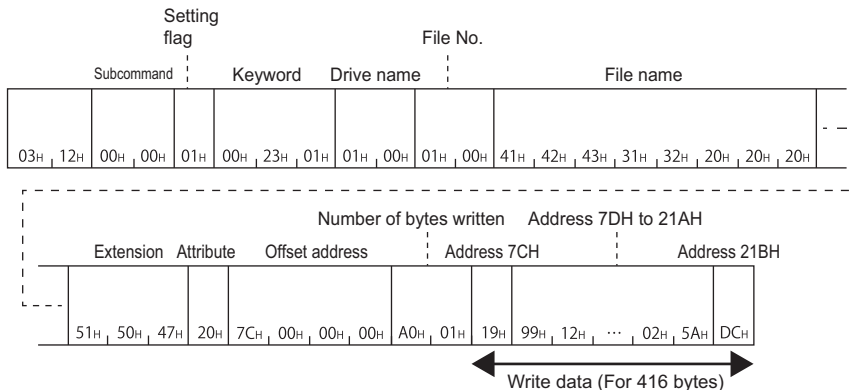 Setting
flag
File No.
Subcommand Keyword Drive name File name
03H 12H 00H 00H 01H 00H 23H 01H 01H 00H 01H 00H 41H 42H 43H 31H 32H 20H 20H 20H
Number of bytes written Address 7DH to 21AH
Extension Attribute Offset address Address 7CH Address 21BH
51H 50H 47H 20H 7CH 00H 00H 00H A0H 01H 19H 99H 12H ... 02H 5AH DCH
Write data (For 416 bytes)